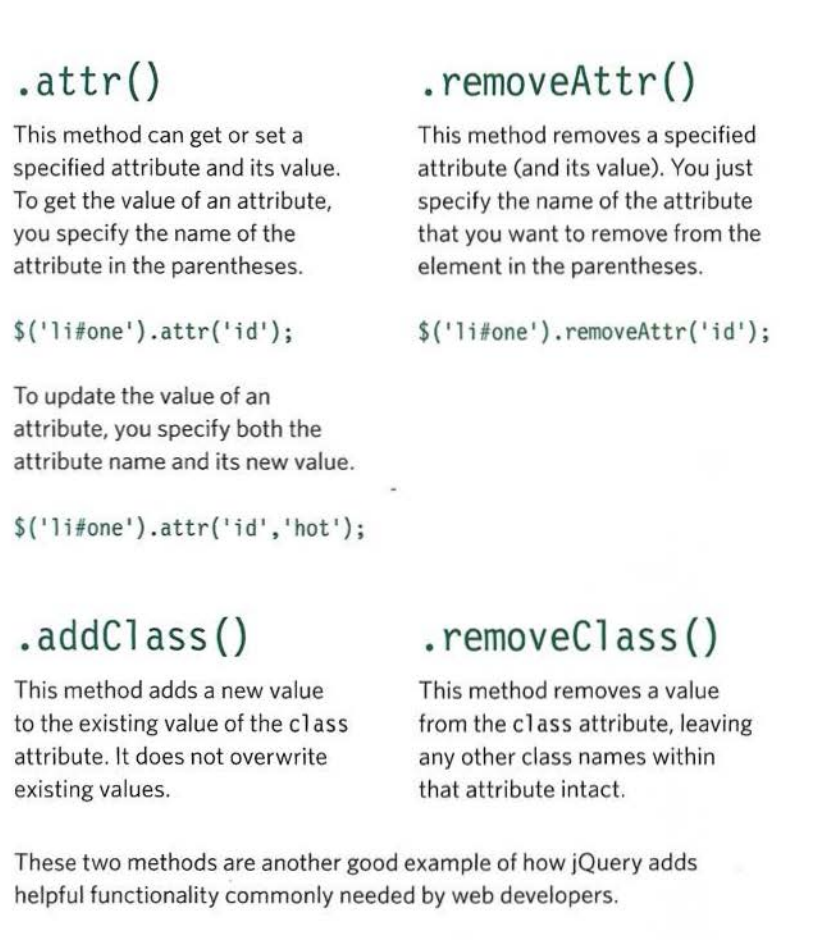 .attr()
This method can get or set a
specified attribute and its value.
To get the value of an attribute,
you specify the name of the
attribute in the parentheses.
$('li#one').attr('id');
To update the value of an
attribute, you specify both the
attribute name and its new value.
$('li#one').attr('id','hot');
.removeAttr()
This method removes a specified
attribute (and its value). You just
specify the name of the attribute
that you want to remove from the
element in the parentheses.
$('li#one').removeAttr('id');
.addClass()
This method adds a new value
to the existing value of the class
attribute. It does not overwrite
existing values.
.removeClass()
This method removes a value
from the class attribute, leaving
any other class names within
that attribute intact.
These two methods are another good example of how jQuery adds
helpful functionality commonly needed by web developers.